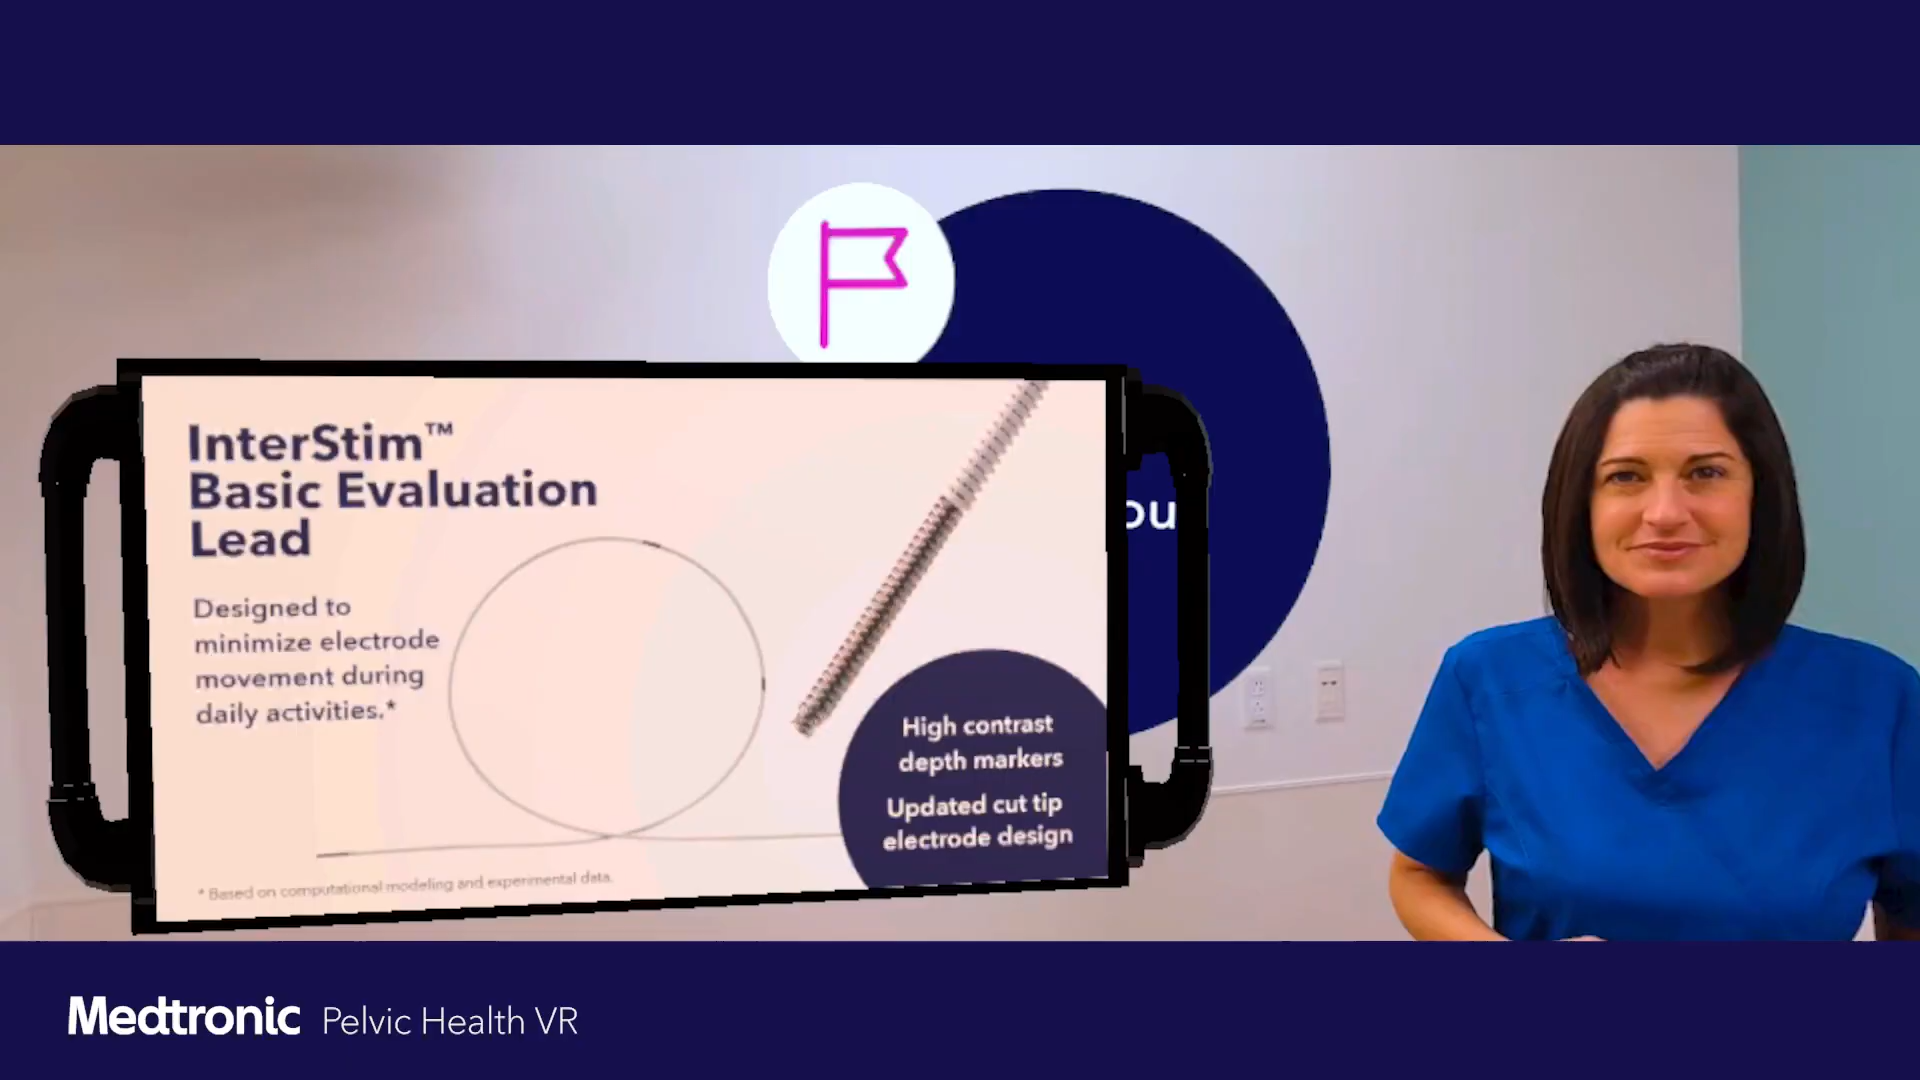 InterStim™
Basic Evaluation
Lead
Designed to
minimize electrode
movement during
daily activities.*
High contrast
depth markers
Updated cut tip
electrode design
* Based on computational modeling and experimental data.
ou
Medtronic Pelvic Health VR